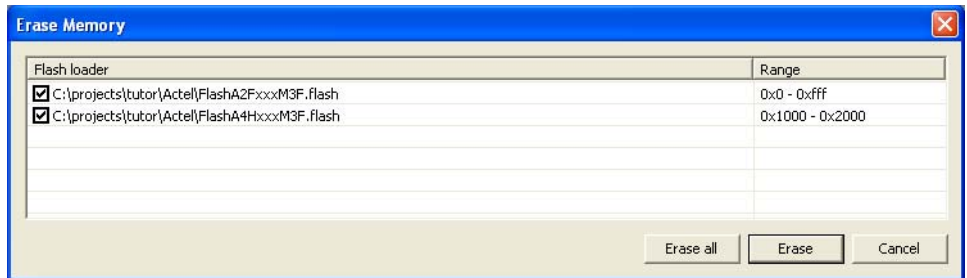 Erase Memory
Flash loader Range
C:\projects\tutor\Actel\FlashA2FxxxM3F.flash 0x0 - 0xfff
C:\projects\tutor\Actel\FlashA4HxxxM3F.flash 0x1000 - 0x2000
Erase all Erase Cancel